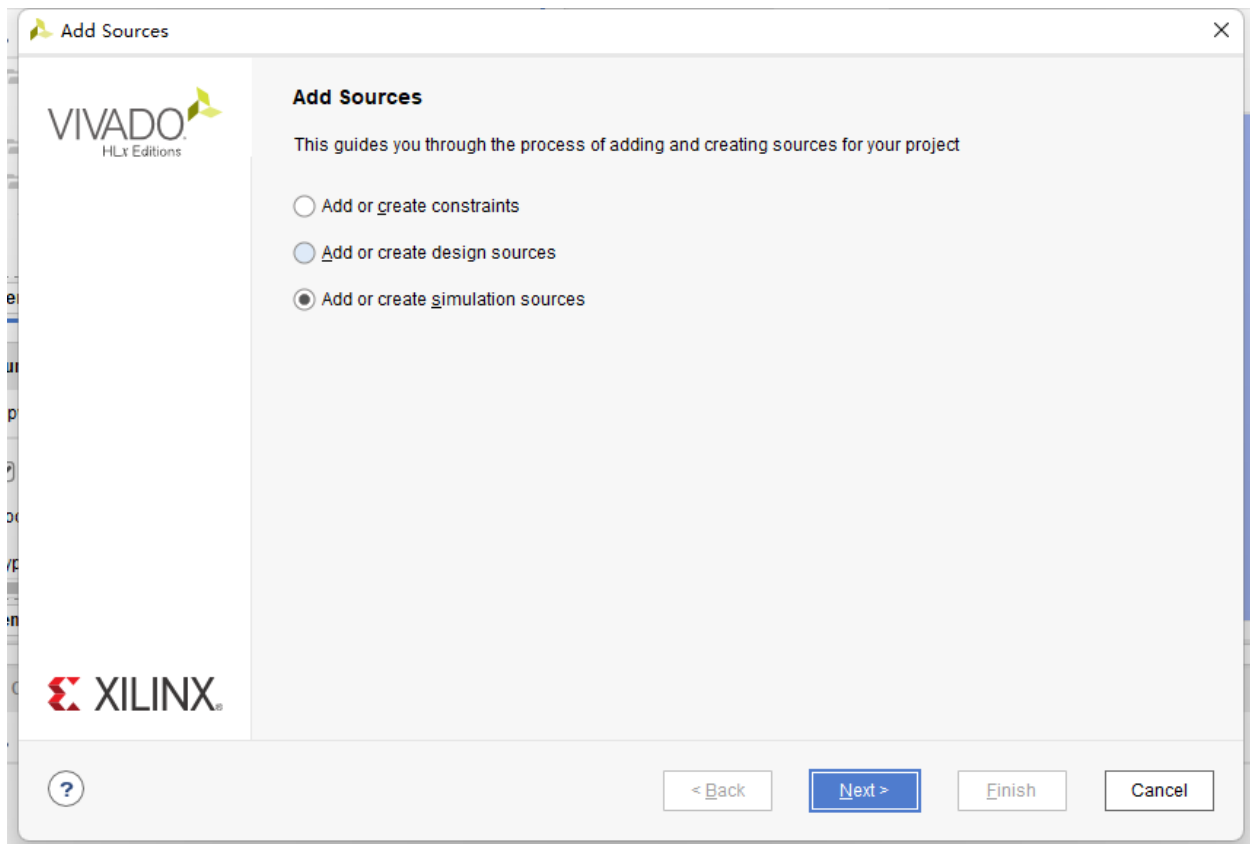 Add Sources
VIVADO
HLx Editions
Add Sources
This guides you through the process of adding and creating sources for your project
Add or create constraints
Add or create design sources
Add or create simulation sources
XILINX
?
< Back
Next >
Finish
Cancel